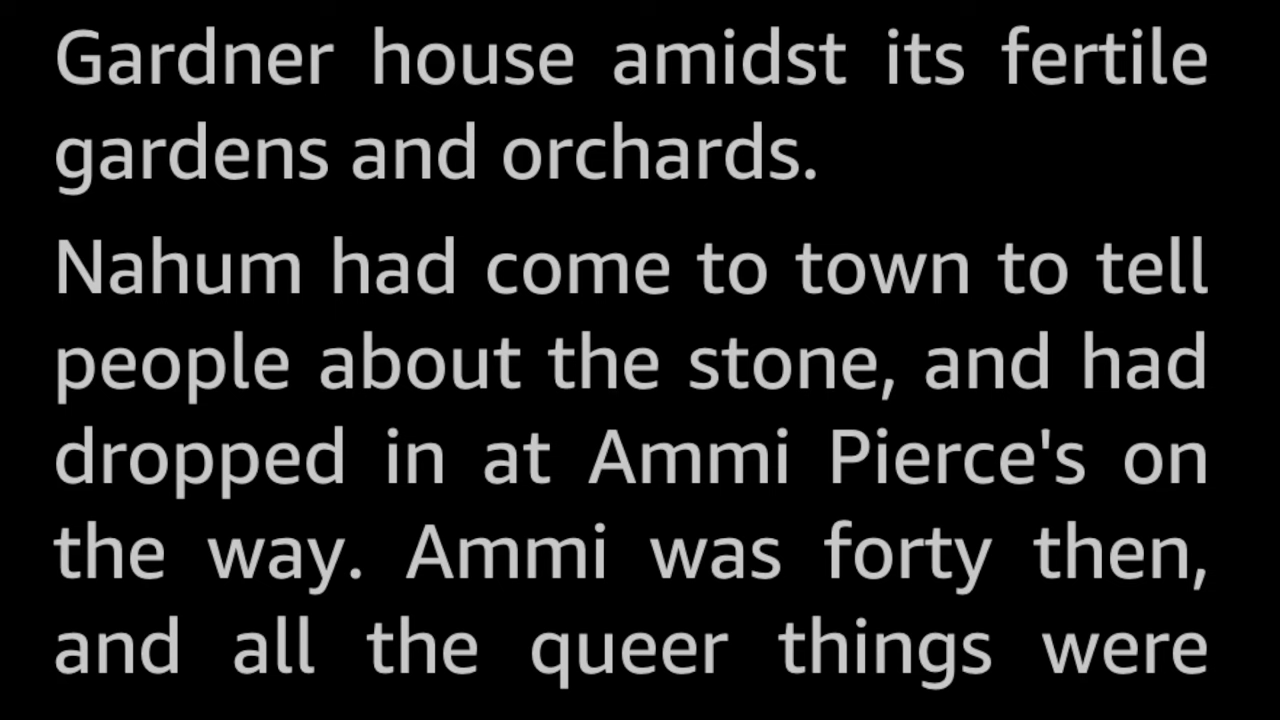 Gardner house amidst its fertile
gardens and orchards.
Nahum had come to town to tell
people about the stone, and had
dropped in at Ammi Pierce's on
the way. Ammi was forty then,
and all the queer things were